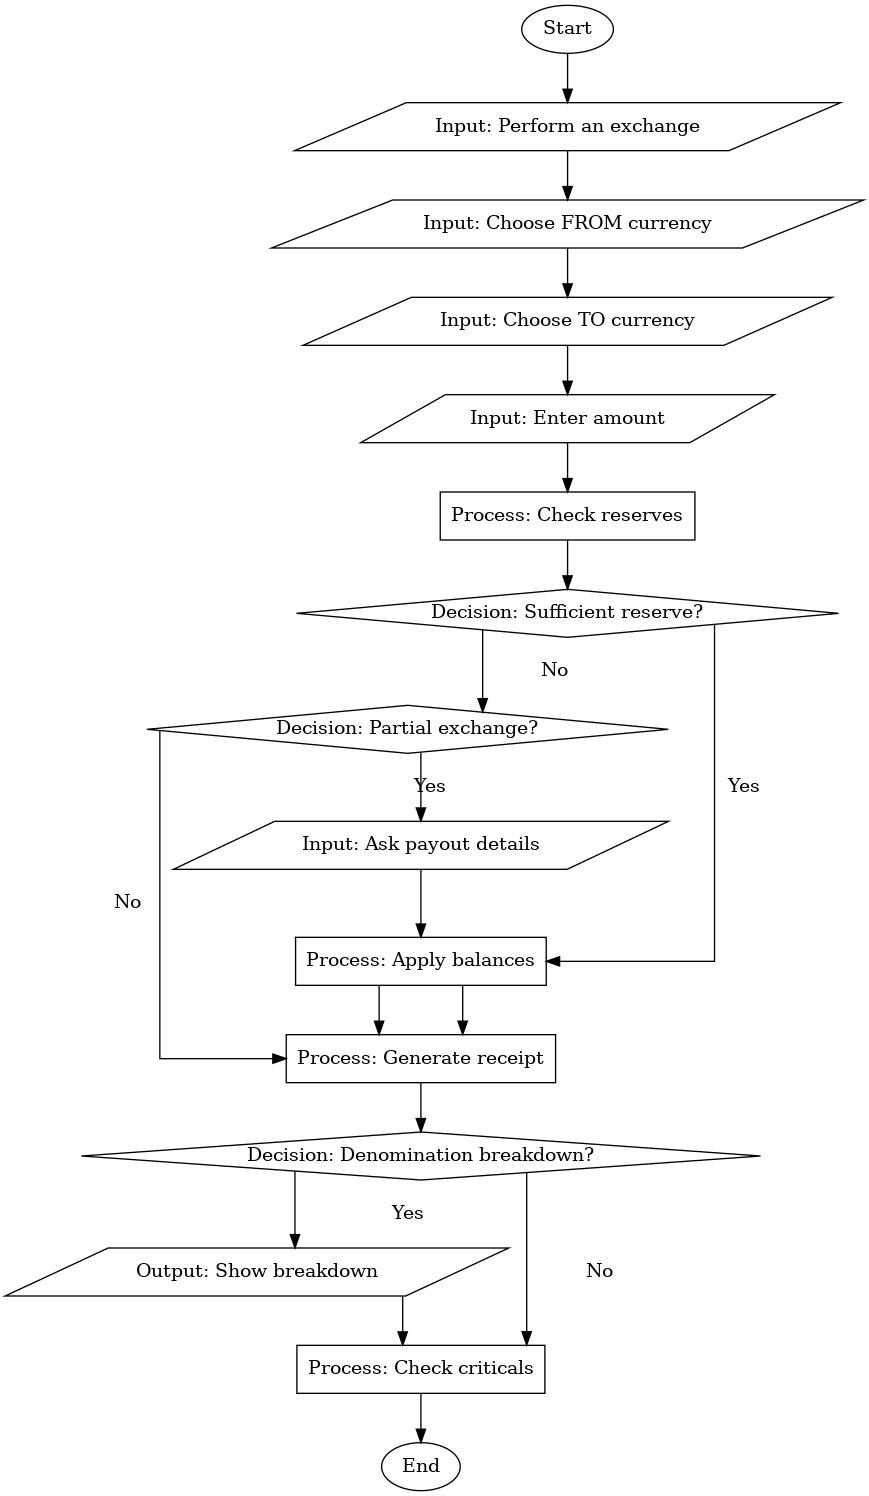 Start
Input: Perform an exchange
Input: Choose FROM currency
Input: Choose TO currency
Input: Enter amount
Process: Check reserves
Decision: Sufficient reserve?
No
Decision: Partial exchange?
Yes
Yes
Input: Ask payout details
No
Process: Apply balances
Process: Generate receipt
Decision: Denomination breakdown?
Yes
Output: Show breakdown
No
Process: Check criticals
End